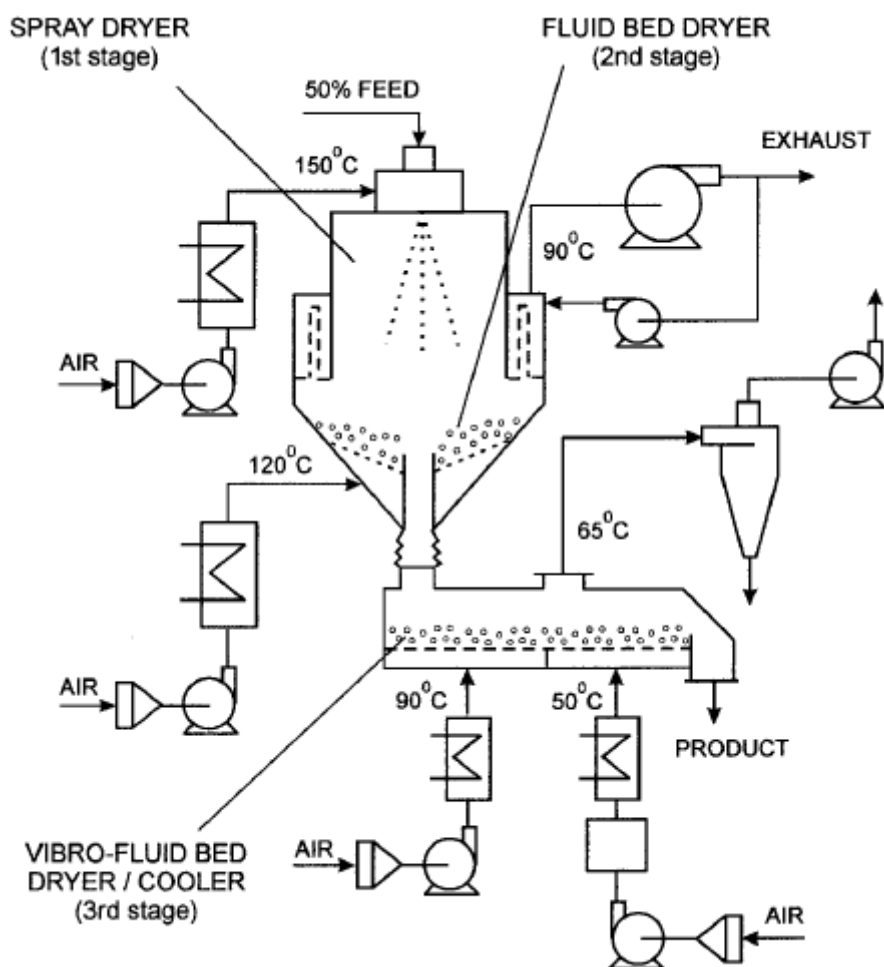 SPRAY DRYER
(1st stage)
FLUID BED DRYER
(2nd stage)
50% FEED
150°C
EXHAUST
90°C
AIR
120°C
65°C
AIR
90°C
50°C
PRODUCT
VIBRO-FLUID BED
DRYER / COOLER
(3rd stage)
AIR
AIR